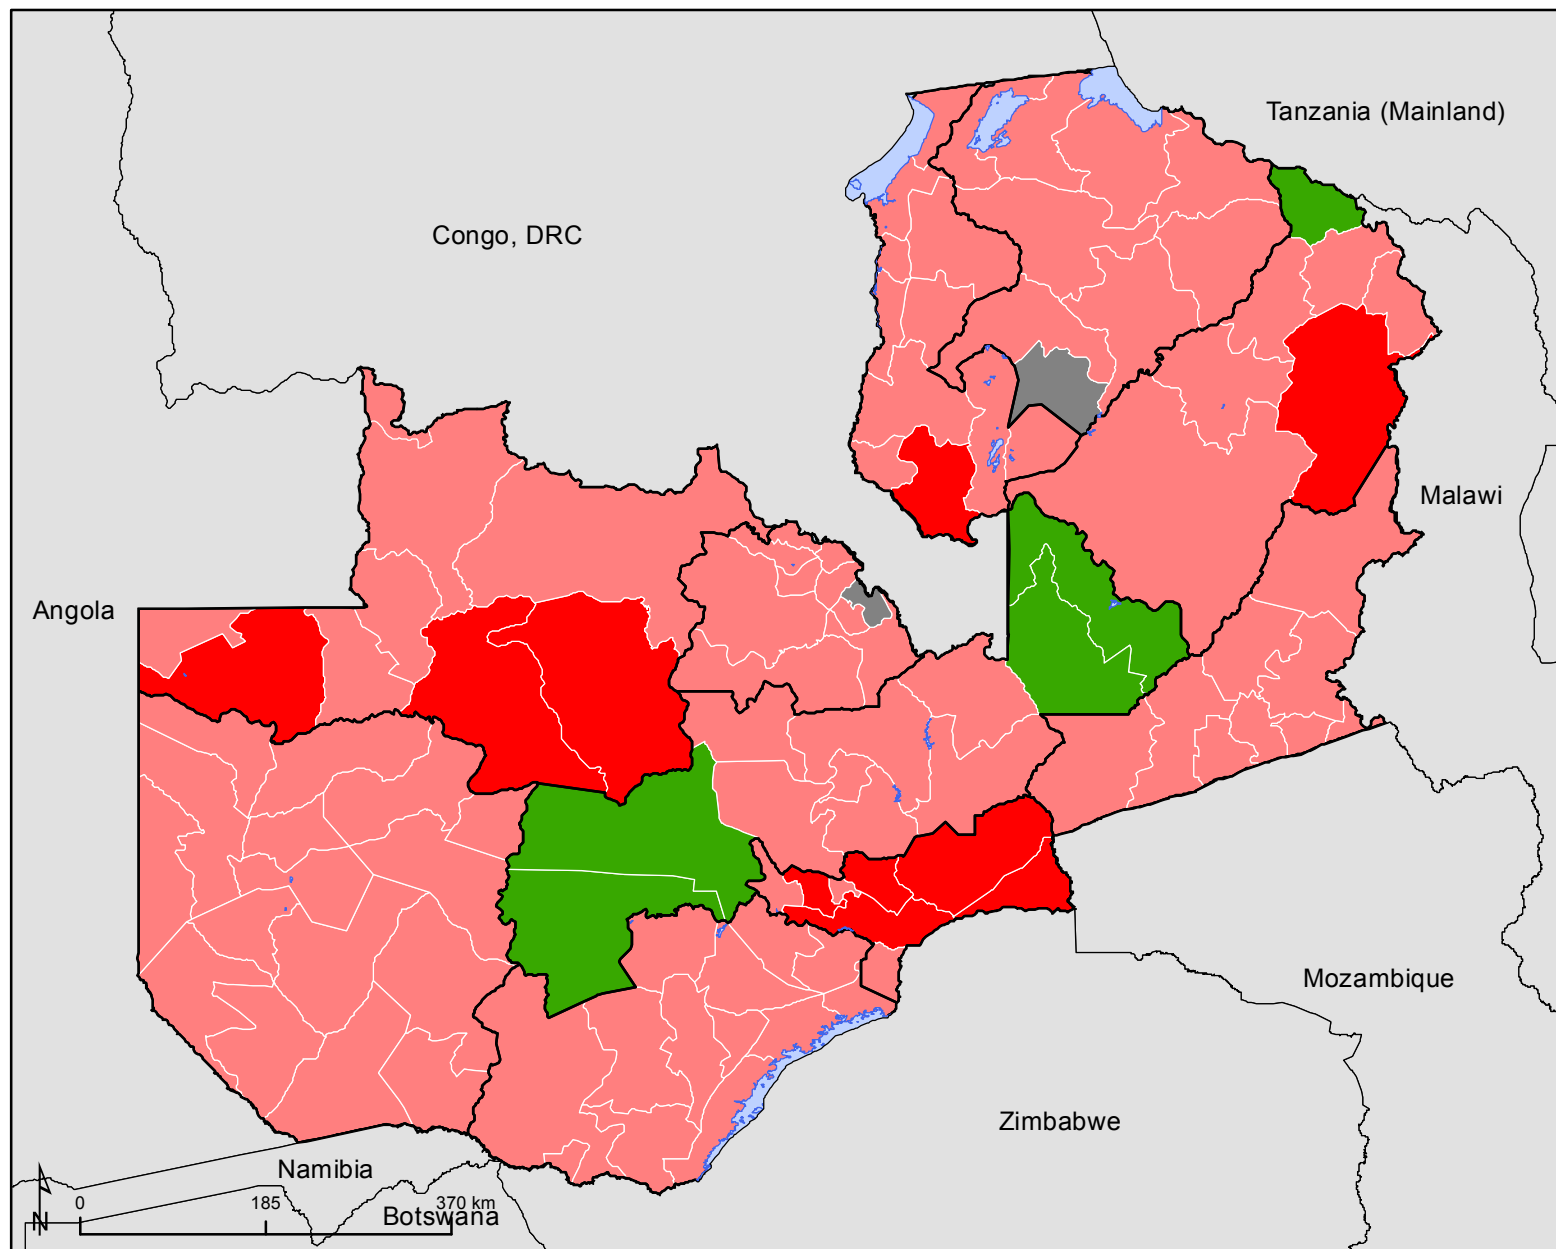 Tanzania (Mainland)
Congo, DRC
Malawi
Angola
Mozambique
Zimbabwe
Namibia
0 185 370 km
Botswana
N